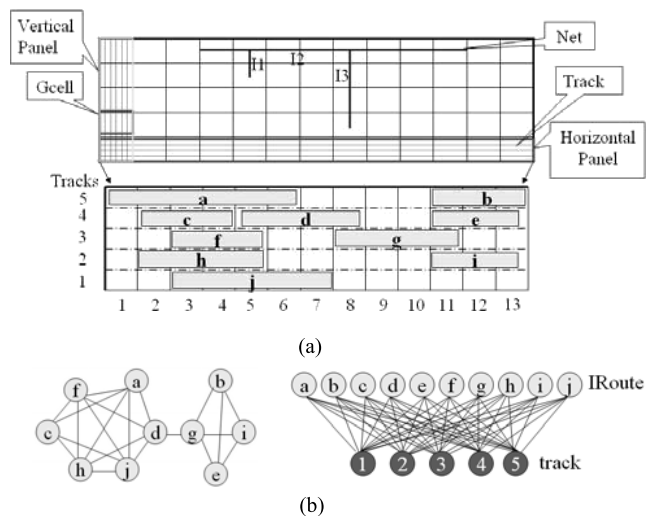 Vertical Panel
Gcell
I1
I2
I3
Net
Track
Horizontal Panel
Tracks
5
4
3
2
1
a
b
c
d
e
f
g
h
i
j
1 2 3 4 5 6 7 8 9 10 11 12 13
(a)
f a
c d
h j
b
g i
e
a b c d e f g h i j IRoute
1 2 3 4 5 track
(b)